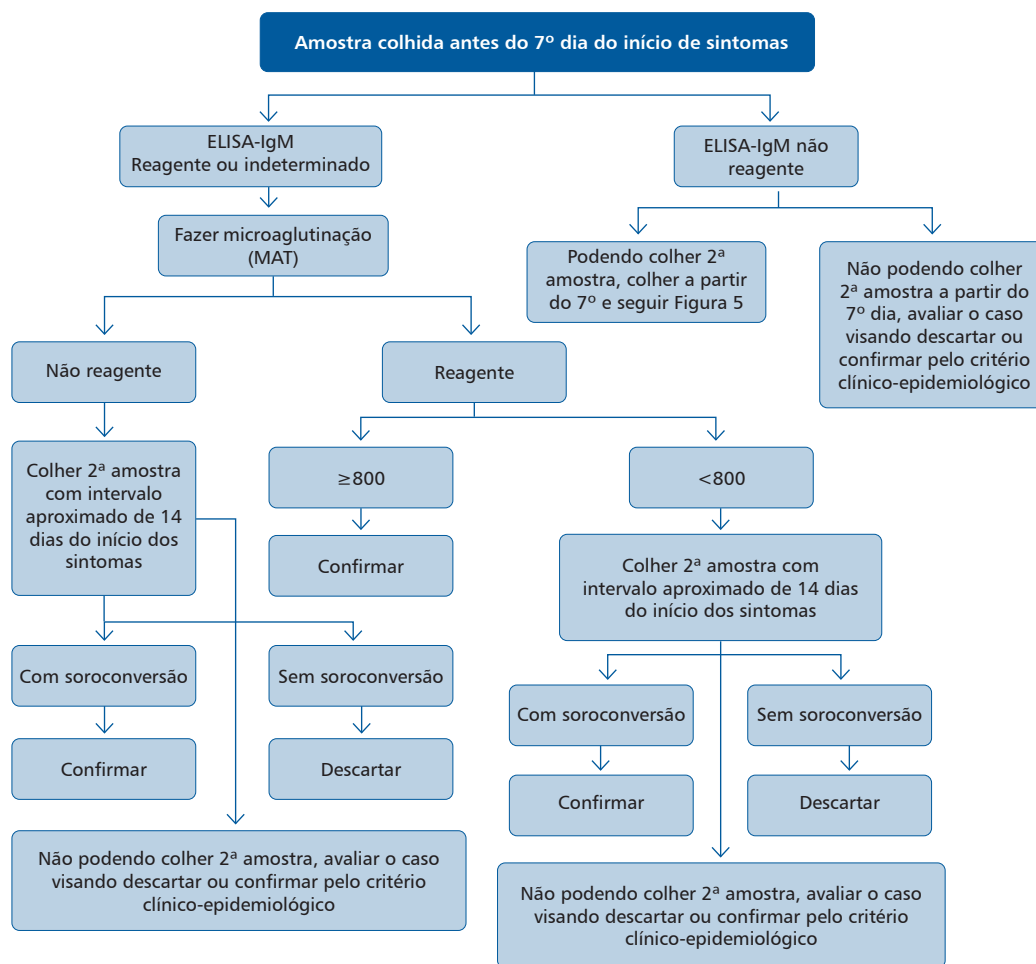 Amostra colhida antes do 7º dia do início de sintomas
ELISA-IgM
Reagente ou indeterminado
ELISA-IgM não
reagente
Fazer microaglutinação
(MAT)
Podendo colher 2ª
amostra, colher a partir
do 7º e seguir Figura 5
Não podendo colher
2ª amostra a partir do
7º dia, avaliar o caso
visando descartar ou
confirmar pelo critério
clínico-epidemiológico
Não reagente
Reagente
Colher 2ª amostra
com intervalo
aproximado de 14
dias do início dos
sintomas
≥800
<800
Confirmar
Colher 2ª amostra com
intervalo aproximado de 14 dias
do início dos sintomas
Com soroconversão
Sem soroconversão
Confirmar
Descartar
Com soroconversão
Sem soroconversão
Confirmar
Descartar
Não podendo colher 2ª amostra, avaliar o caso
visando descartar ou confirmar pelo critério
clínico-epidemiológico
Não podendo colher 2ª amostra, avaliar o caso
visando descartar ou confirmar pelo critério
clínico-epidemiológico